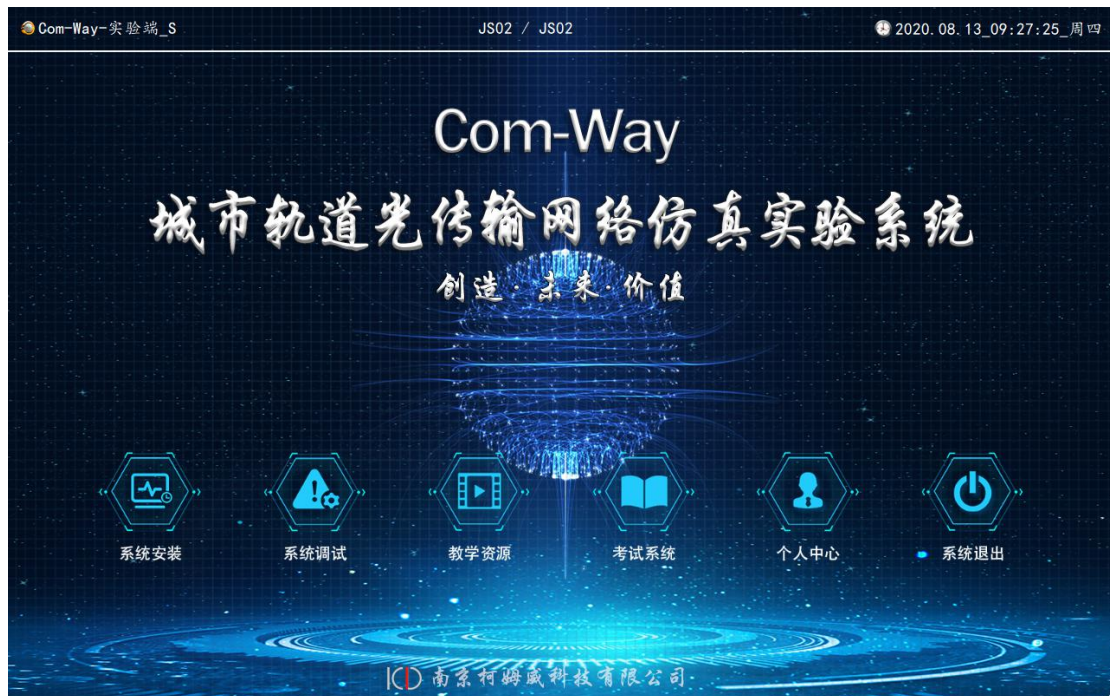 Com-Way-实验端_S JS02 / JS02 2020.08.13_09:27:25_周四
Com-Way
城市轨道光传输网络仿真实验系统
创造·未来·价值
系统安装 系统调试 教学资源 考试系统 个人中心 系统退出
南京柯姆威科技有限公司